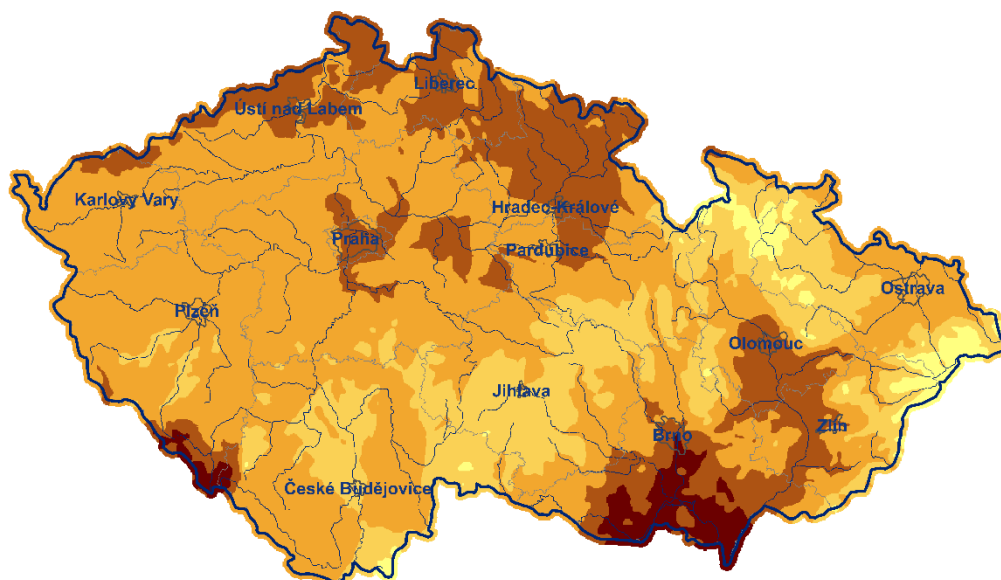 Liberec
Ústí nad Labem
Karlovy Vary
Hradec Králové
Praha
Pardubice
Ostrava
Plzeň
Olomouc
Jihlava
Zlín
Brno
České Budějovice